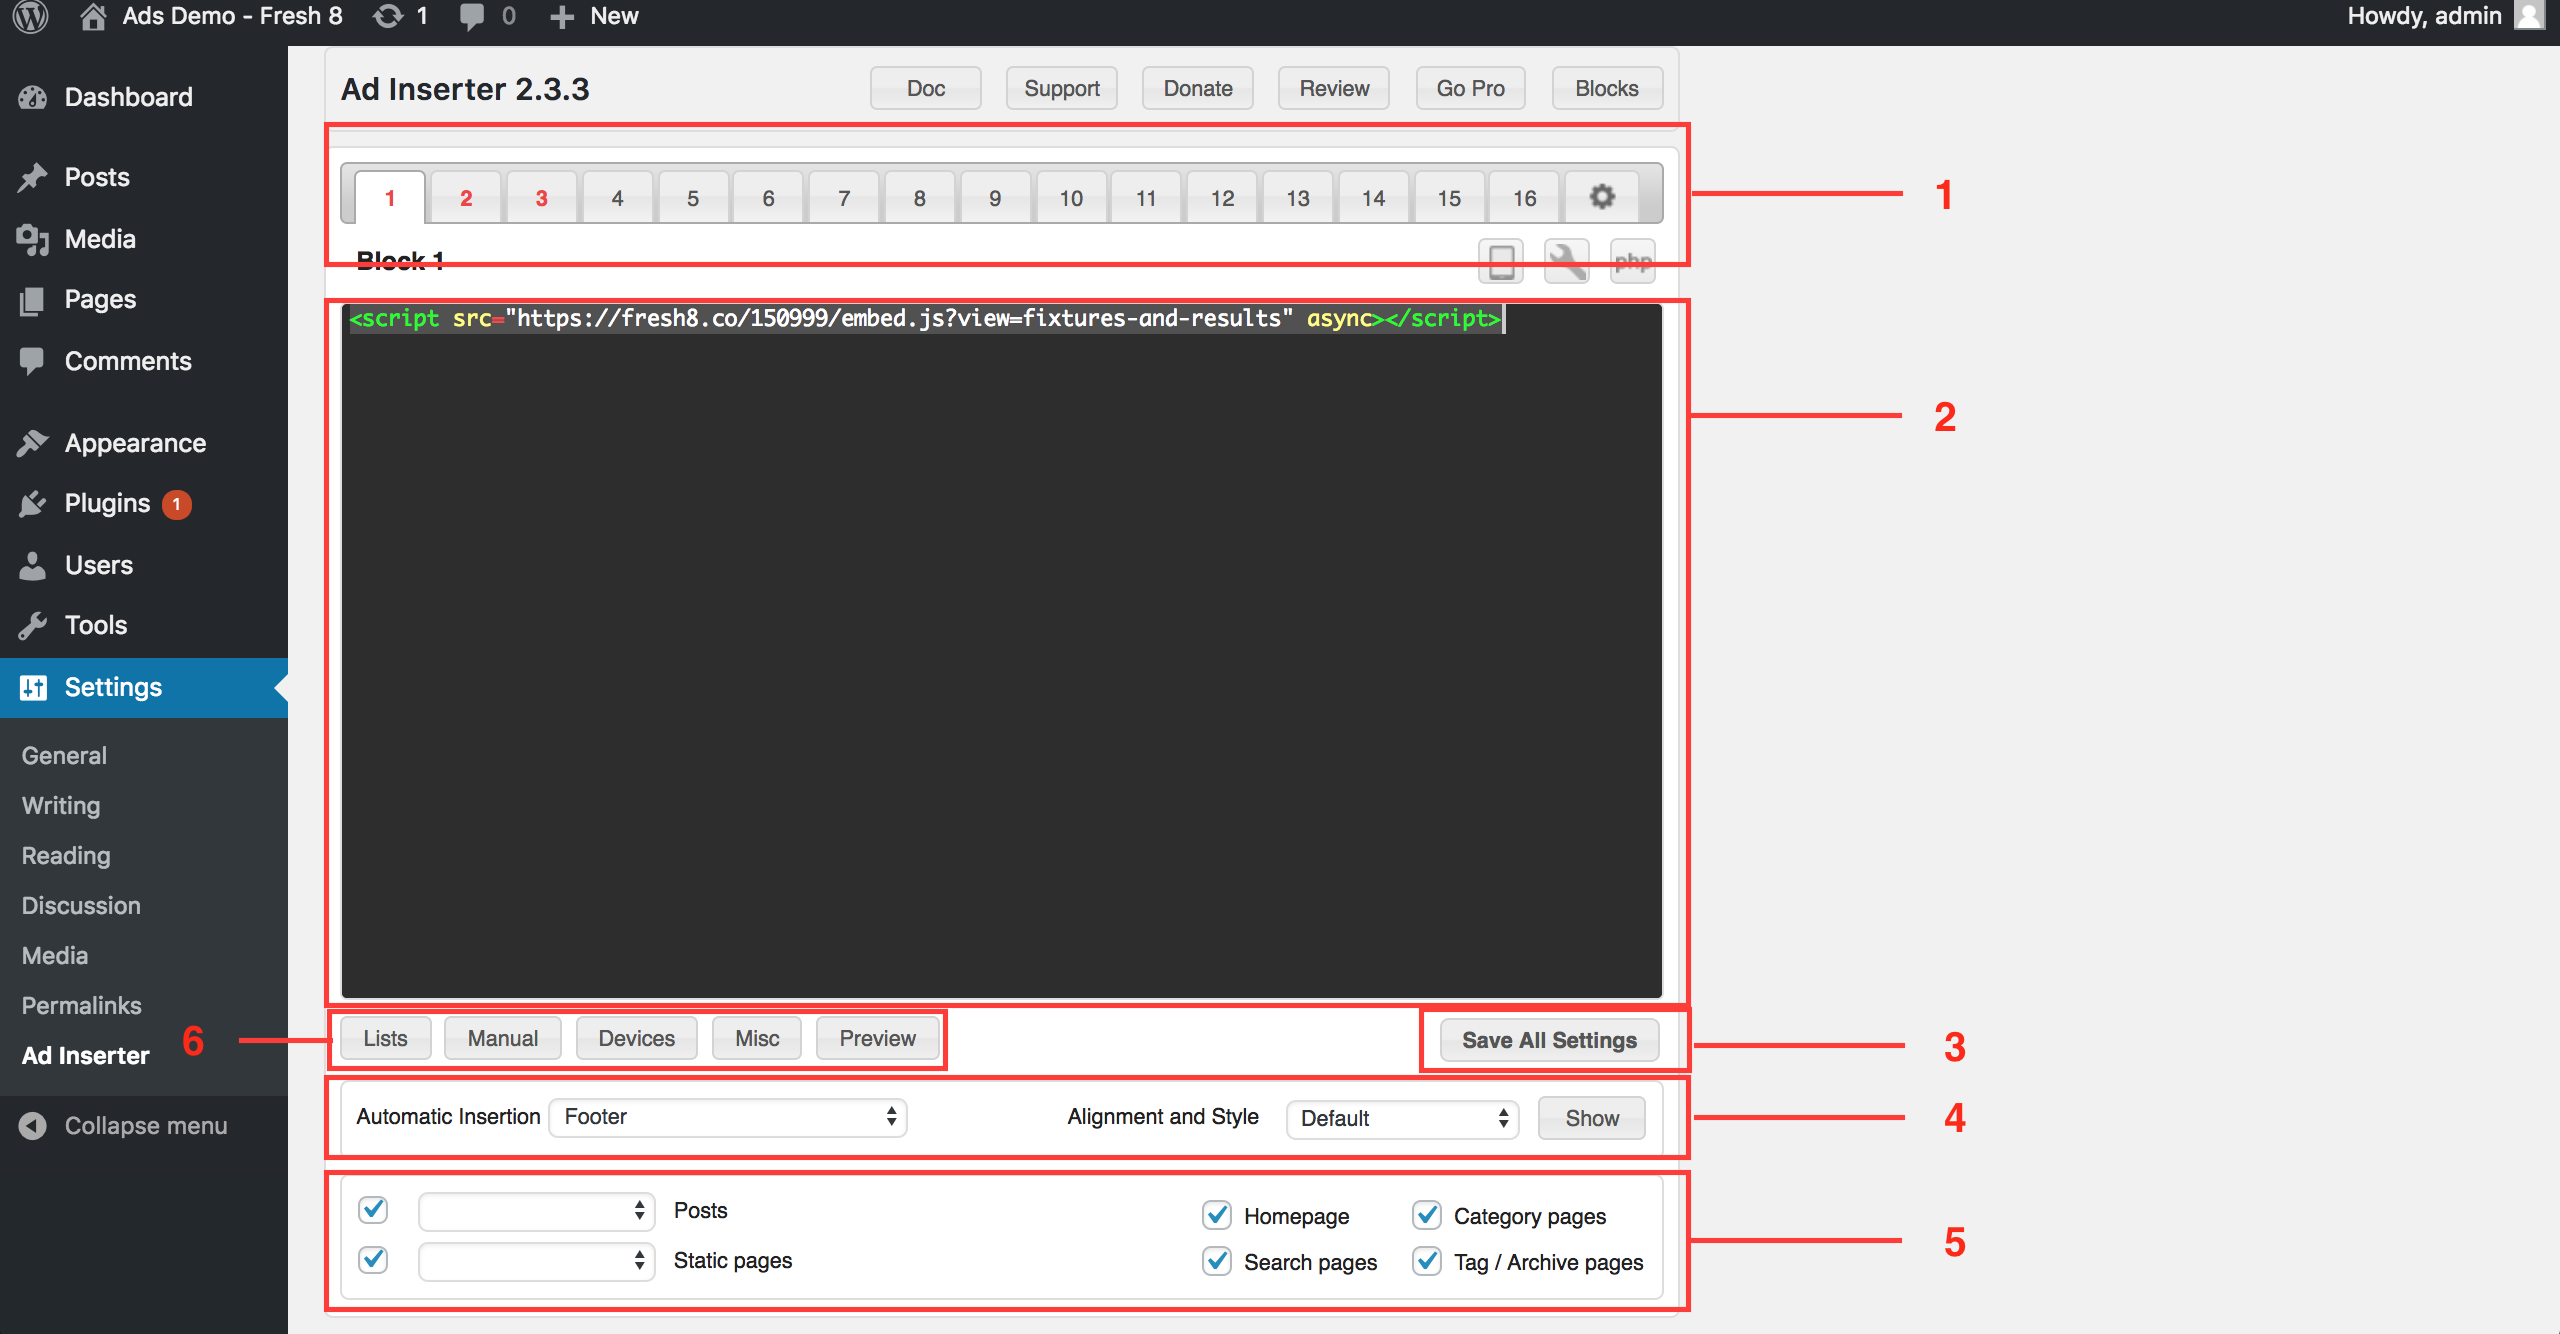 Ads Demo - Fresh 8 1 0 New Howdy, admin
Dashboard
Posts
Media
Pages
Comments
Appearance
Plugins 1
Users
Tools
Settings
General
Writing
Reading
Discussion
Media
Permalinks
Ad Inserter
Collapse menu
Ad Inserter 2.3.3 Doc Support Donate Review Go Pro Blocks
1 2 3 4 5 6 7 8 9 10 11 12 13 14 15 16
1
Block 1 php
<script src="https://fresh8.co/150999/embed.js?view=fixtures-and-results" async></script>
2
6 Lists Manual Devices Misc Preview Save All Settings 3
Automatic Insertion Footer Alignment and Style Default Show 4
Posts Homepage Category pages
5
Static pages Search pages Tag / Archive pages